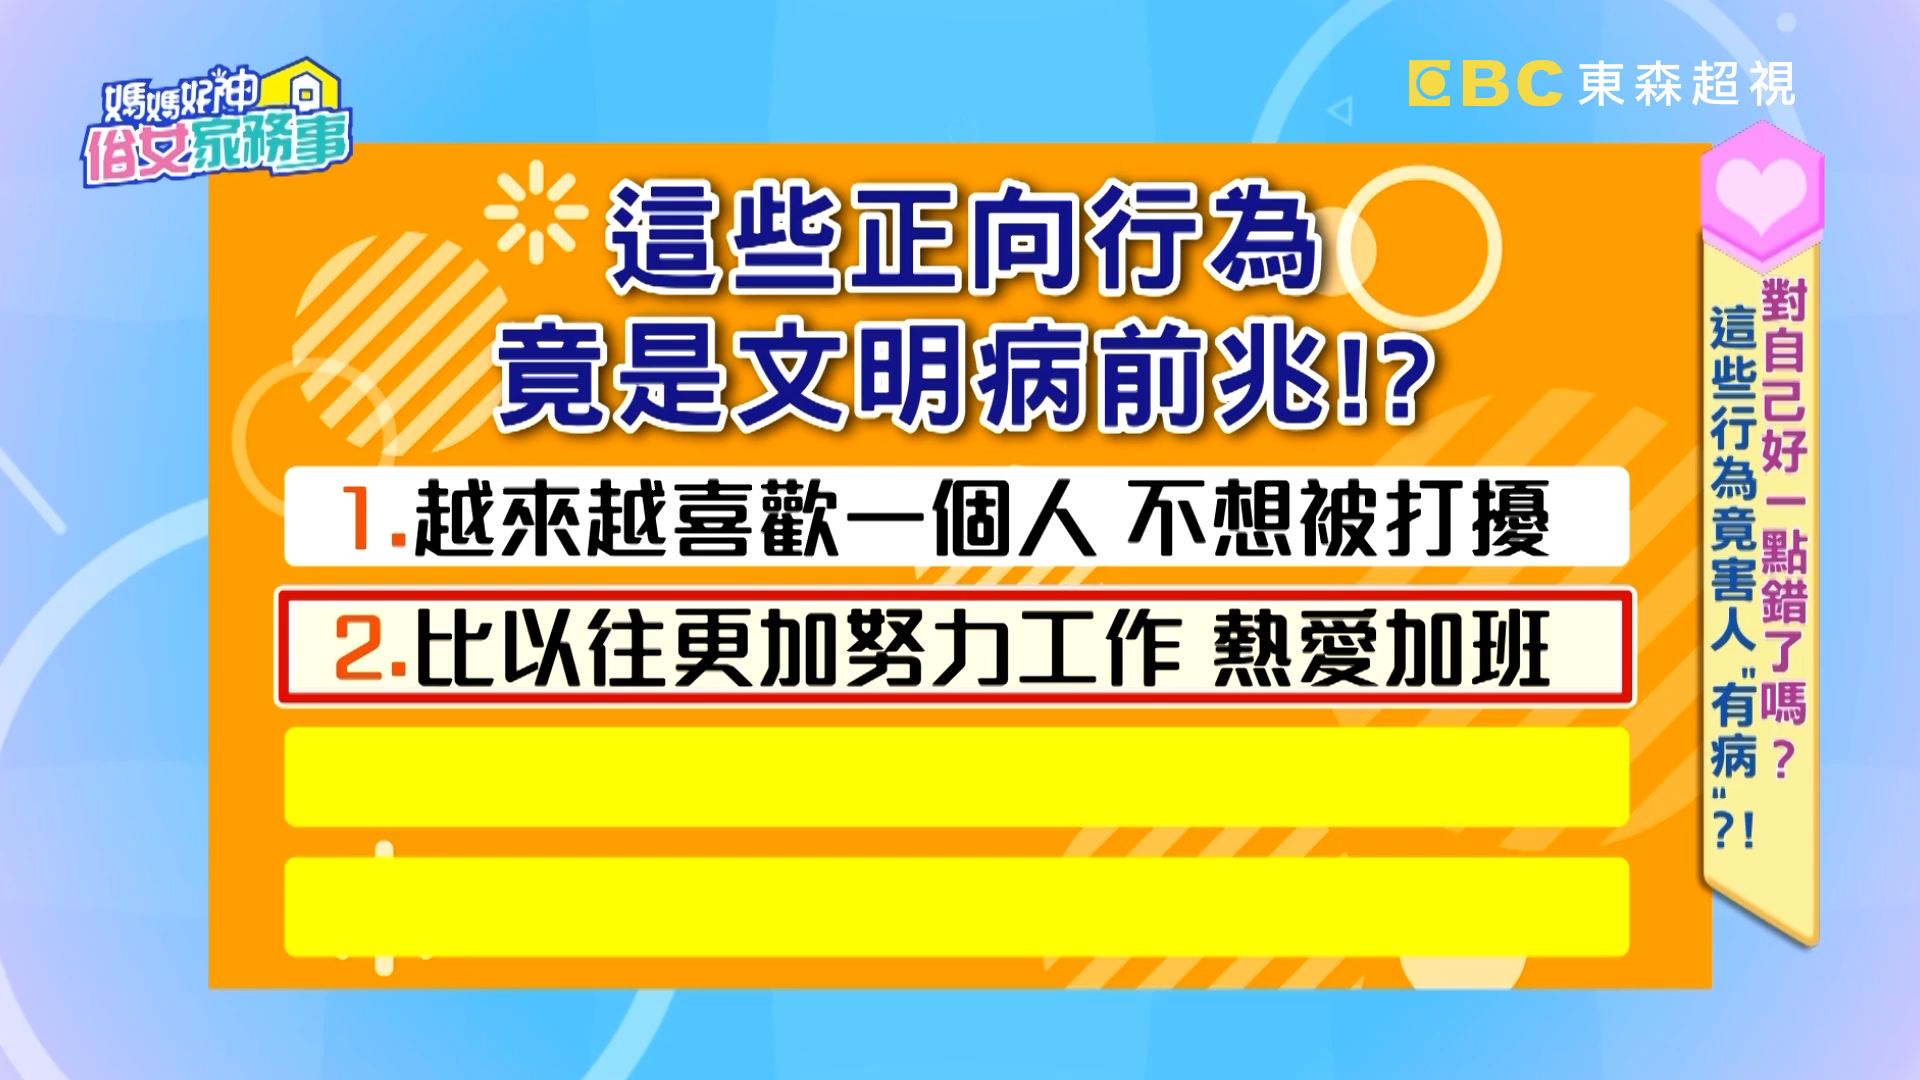 媽媽好神
俗女家務事
EBC 東森超視
這些正向行為
竟是文明病前兆!?
1.越來越喜歡一個人 不想被打擾
2.比以往更加努力工作 熱愛加班
對自己好一點錯了嗎?
這些行為竟害人"有病"?!